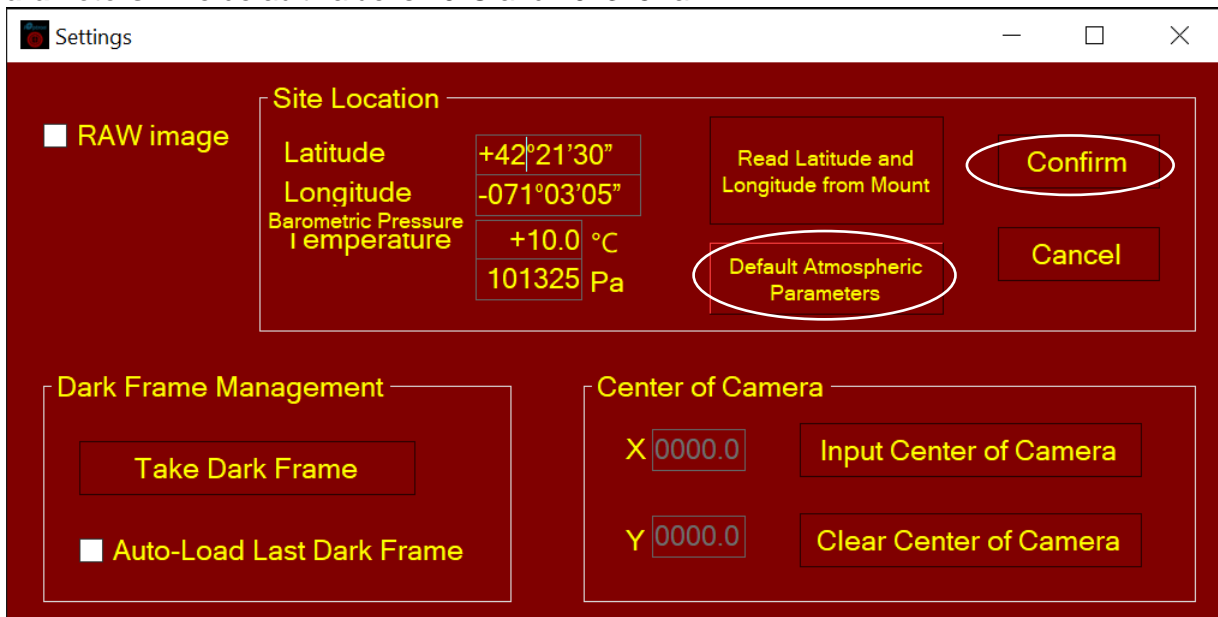 Settings
Site Location
RAW image
Latitude +42°21'30”
Longitude -071°03'05”
Barometric Pressure
Temperature +10.0 °C
101325 Pa
Read Latitude and
Longitude from Mount
Default Atmospheric
Parameters
Confirm
Cancel
Dark Frame Management
Take Dark Frame
Auto-Load Last Dark Frame
Center of Camera
X 0000.0 Input Center of Camera
Y 0000.0 Clear Center of Camera